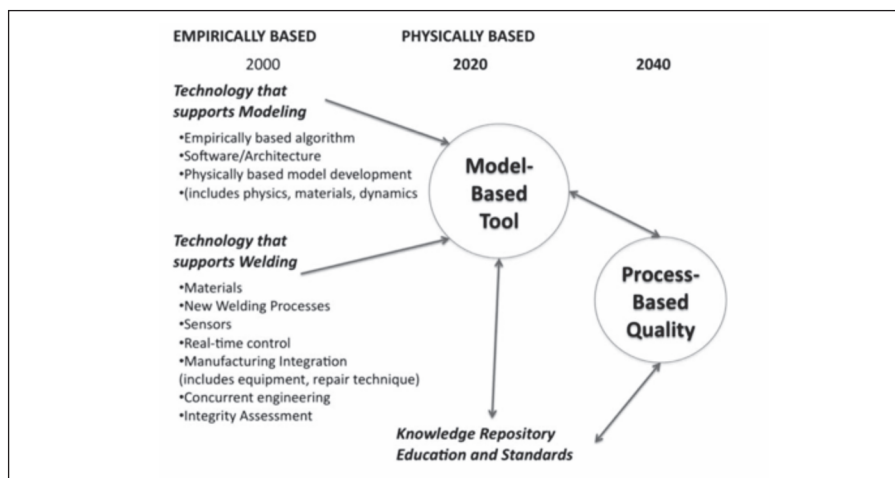 EMPIRICALLY BASED
PHYSICALLY BASED
2000
2020
2040
Technology that
supports Modeling
•Empirically based algorithm
•Software/Architecture
•Physically based model development
•(includes physics, materials, dynamics
Technology that
supports Welding
•Materials
•New Welding Processes
•Sensors
•Real-time control
•Manufacturing Integration
(includes equipment, repair technique)
•Concurrent engineering
•Integrity Assessment
Model-
Based
Tool
Process-
Based
Quality
Knowledge Repository
Education and Standards